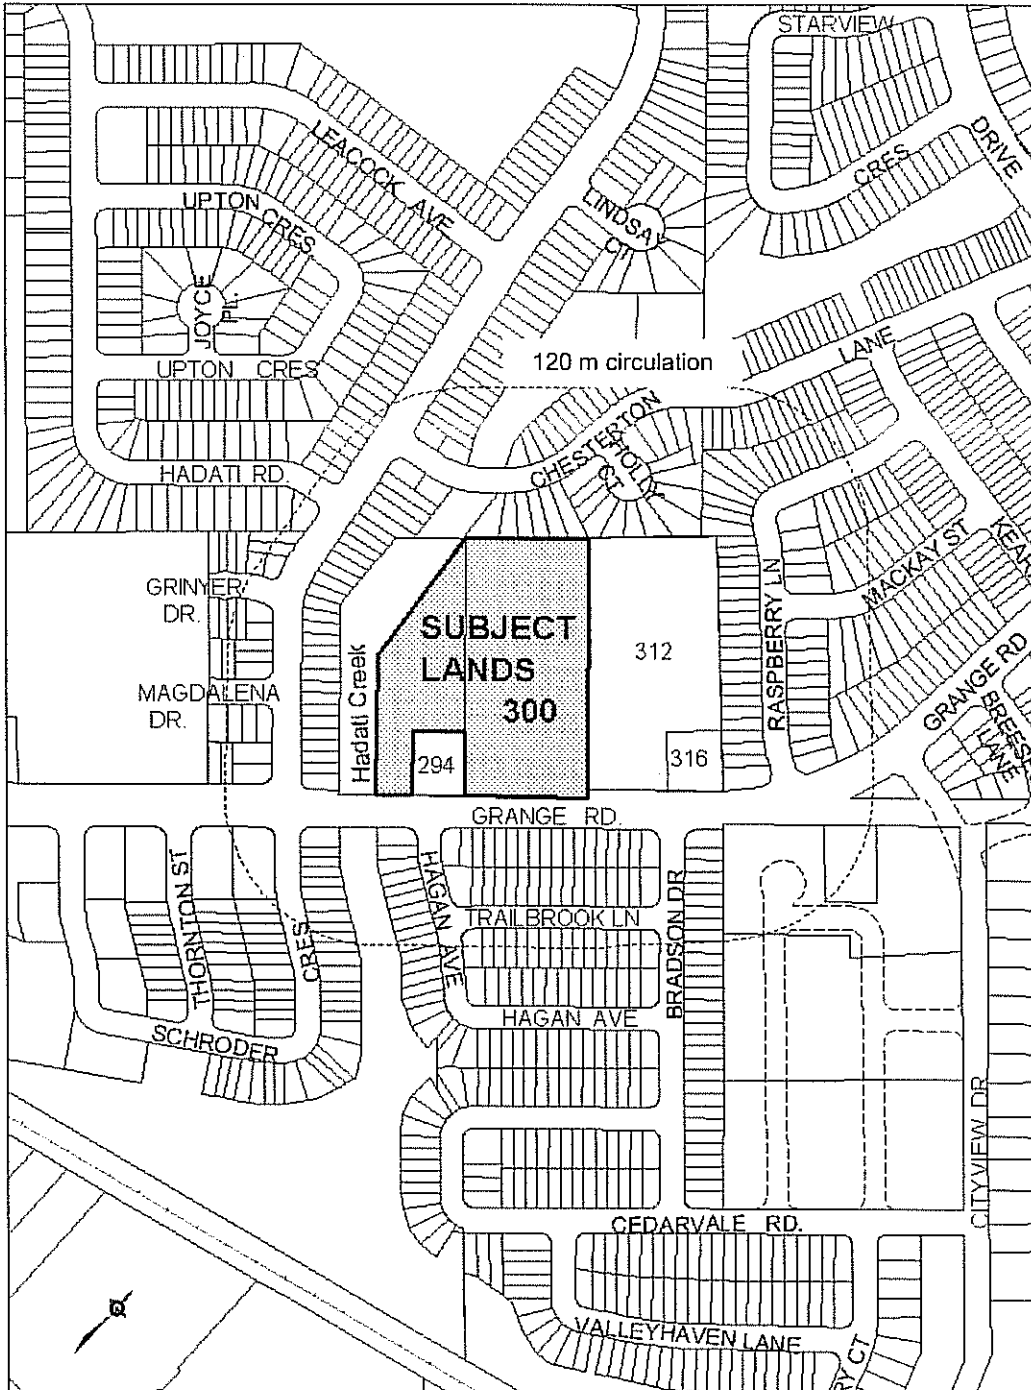 STARVIEW
DRIVE
CRES
LEACOCK AVE
UPTON CRES
LINDSAY CT
JOYCE PL.
UPTON CRES
120 m circulation
LANE
CHESTERTON
HOLLY CT
HADATI RD
GRINYER DR.
MAGDALENA DR.
Hadati Creek
SUBJECT
LANDS
300
294
312
316
RASPBERRY LN
MACKAY ST
GRANGE RD
GRANGE RD.
THORNTON ST
CRES
SCHRODER
HAGAN AVE
TRAILBROOK LN
HAGAN AVE
BRADSON DR
CITYVIEW DR
CEDARVALE RD.
VALLEYHAVEN LANE
CT